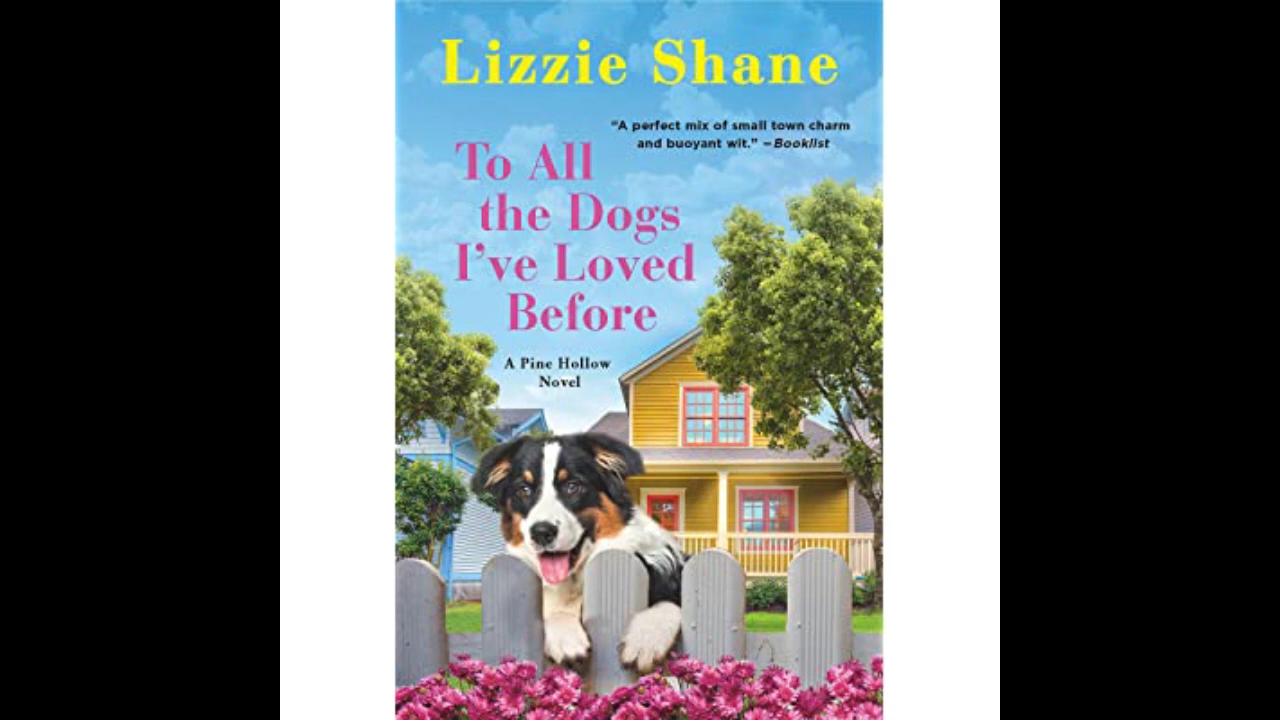 Lizzie Shane
“A perfect mix of small town charm
and buoyant wit.” –Booklist
To All
the Dogs
I’ve Loved
Before
A Pine Hollow
Novel